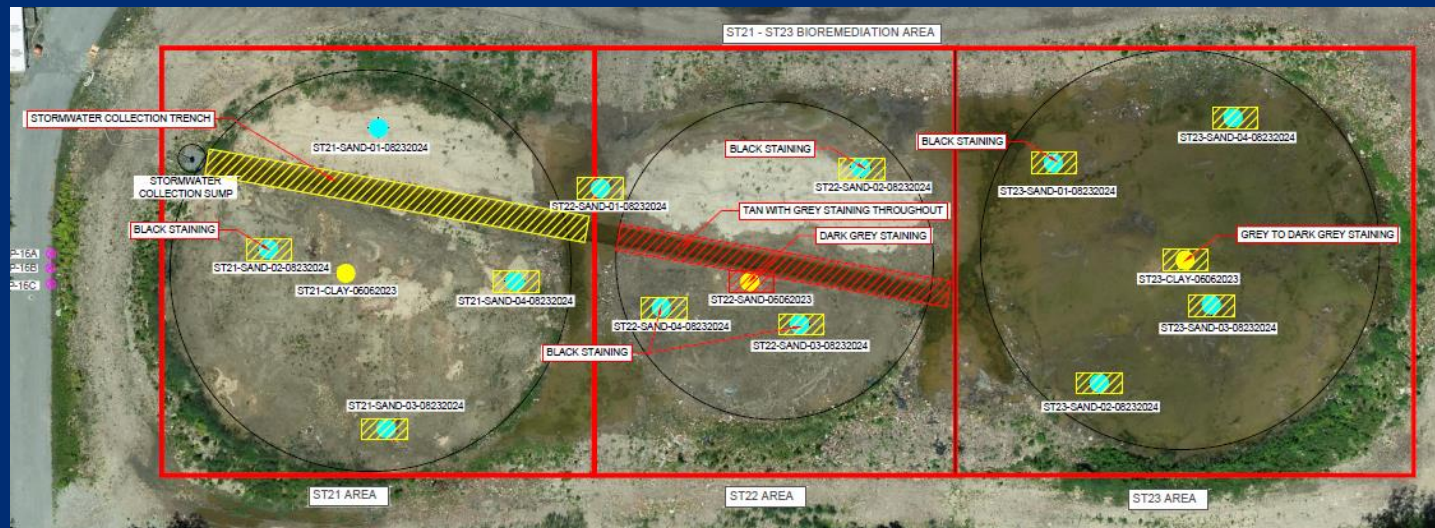 ST21 - ST23 BIOREMEDIATION AREA
STORMWATER COLLECTION TRENCH
ST21-SAND-01-08232024
STORMWATER
COLLECTION SUMP
BLACK STAINING
ST21-SAND-02-08232024
ST21-CLAY-06062023
ST21-SAND-04-08232024
ST21-SAND-03-08232024
ST22-SAND-01-08232024
BLACK STAINING
ST22-SAND-02-08232024
TAN WITH GREY STAINING THROUGHOUT
DARK GREY STAINING
ST22-SAND-06062023
ST22-SAND-04-08232024
ST22-SAND-03-08232024
BLACK STAINING
BLACK STAINING
ST23-SAND-04-08232024
ST23-SAND-01-08232024
GREY TO DARK GREY STAINING
ST23-CLAY-06062023
ST23-SAND-03-08232024
ST23-SAND-02-08232024
P-16A
P-16B
P-16C
ST21 AREA
ST22 AREA
ST23 AREA